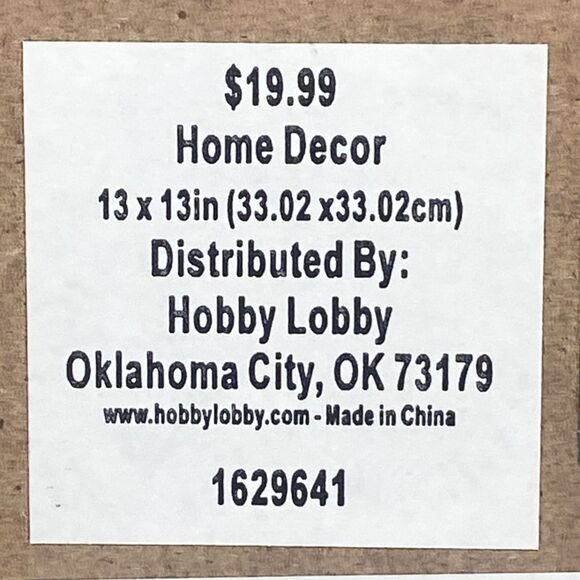 $19.99
Home Decor
13 x 13in (33.02 x33.02cm)
Distributed By:
Hobby Lobby
Oklahoma City, OK 73179
www.hobbylobby.com - Made in China
1629641